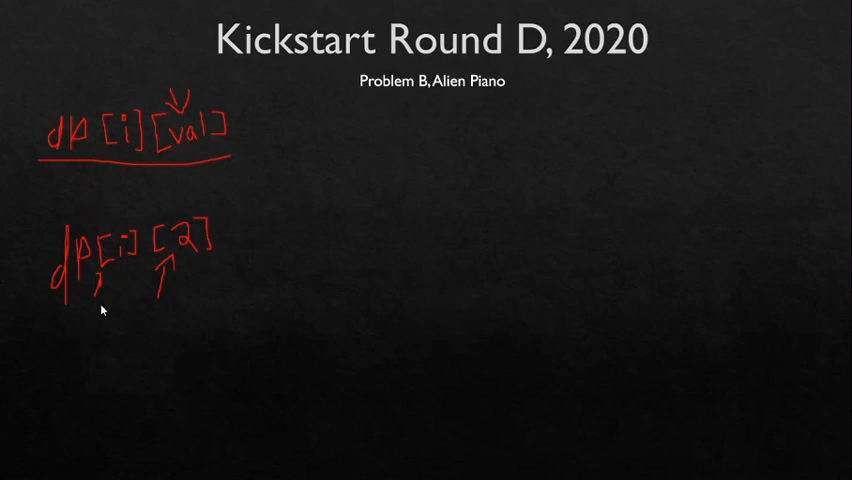 Kickstart Round D, 2020
Problem B, Alien Piano
dp[i][val]
dp[i][2]